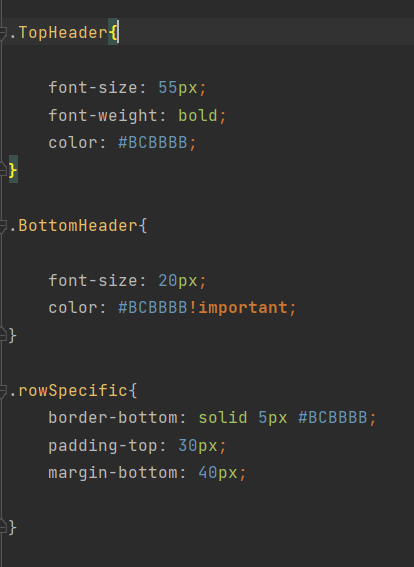 .TopHeader{
font-size: 55px;
font-weight: bold;
color: #BCBBBB;
}
.BottomHeader{
font-size: 20px;
color: #BCBBBB!important;
}
.rowSpecific{
border-bottom: solid 5px #BCBBBB;
padding-top: 30px;
margin-bottom: 40px;
}